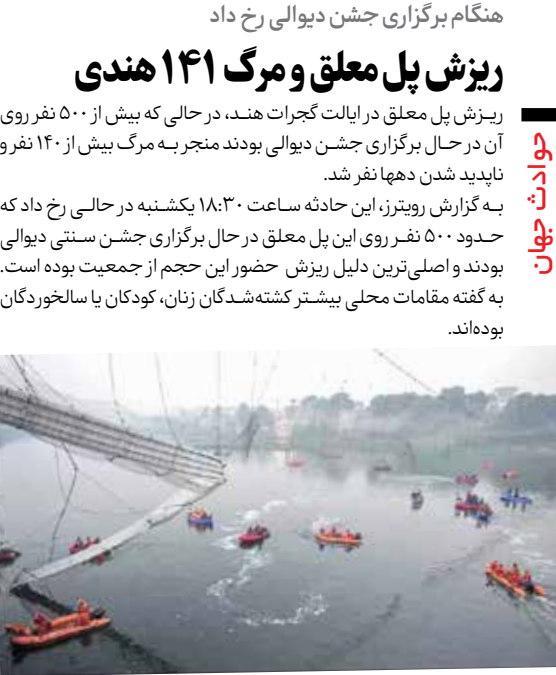 هنگام برگزاری جشن دیوالی رخ داد
ریزش پل معلق و مرگ ۱۴۱ هندی
حوادث جهان
ریزش پل معلق در ایالت گجرات هند، در حالی که بیش از ۵۰۰ نفر روی
آن در حال برگزاری جشن دیوالی بودند منجر به مرگ بیش از ۱۴۰ نفر و
ناپدید شدن دهها نفر شد.
به گزارش رویترز، این حادثه ساعت ۱۸:۳۰ یکشنبه در حالی رخ داد که
حدود ۵۰۰ نفر روی این پل معلق در حال برگزاری جشن سنتی دیوالی
بودند و اصلی‌ترین دلیل ریزش حضور این حجم از جمعیت بوده است.
به گفته مقامات محلی بیشتر کشته‌شدگان زنان، کودکان یا سالخوردگان
بوده‌اند.